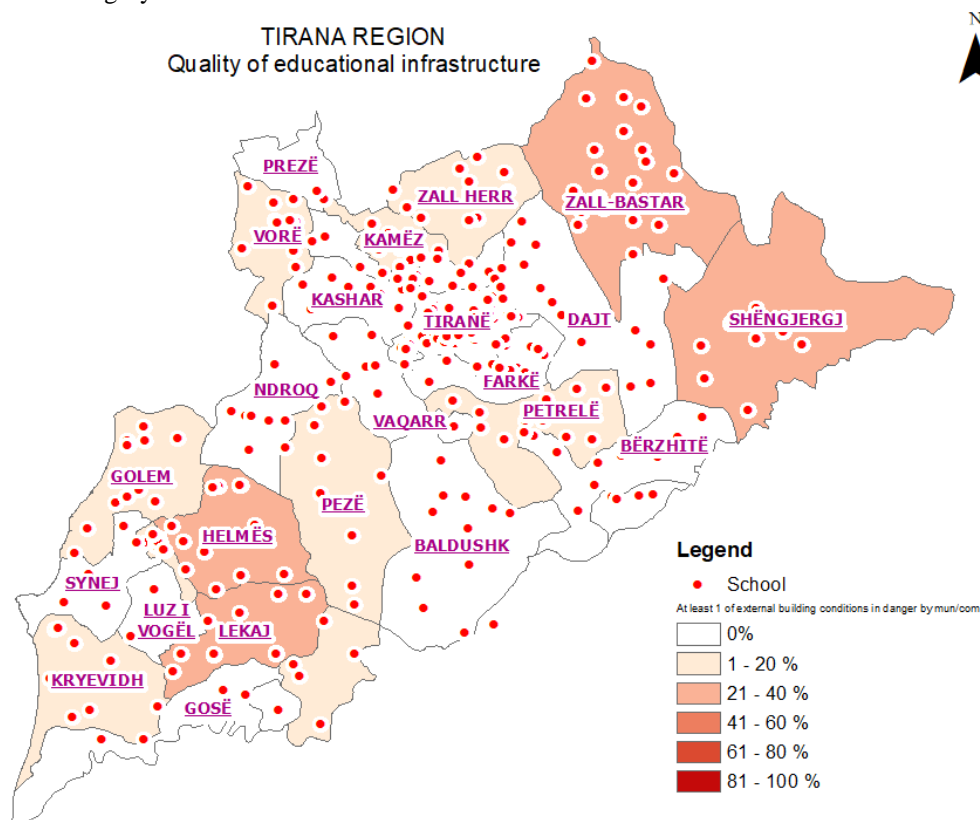 N
TIRANA REGION
Quality of educational infrastructure
PREZË
ZALL HERR
ZALL-BASTAR
VORË
KAMËZ
KASHAR
TIRANË
DAJT
SHËNGJERGJ
NDROQ
FARKË
VAQARR
PETRELË
BËRZHITË
GOLEM
PEZË
HELMËS
BALDUSHK
SYNEJ
LUZ I
VOGËL
LEKAJ
KRYEVIDH
GOSË
Legend
School
At least 1 of external building conditions in danger by mun/com
0%
1 - 20 %
21 - 40 %
41 - 60 %
61 - 80 %
81 - 100 %